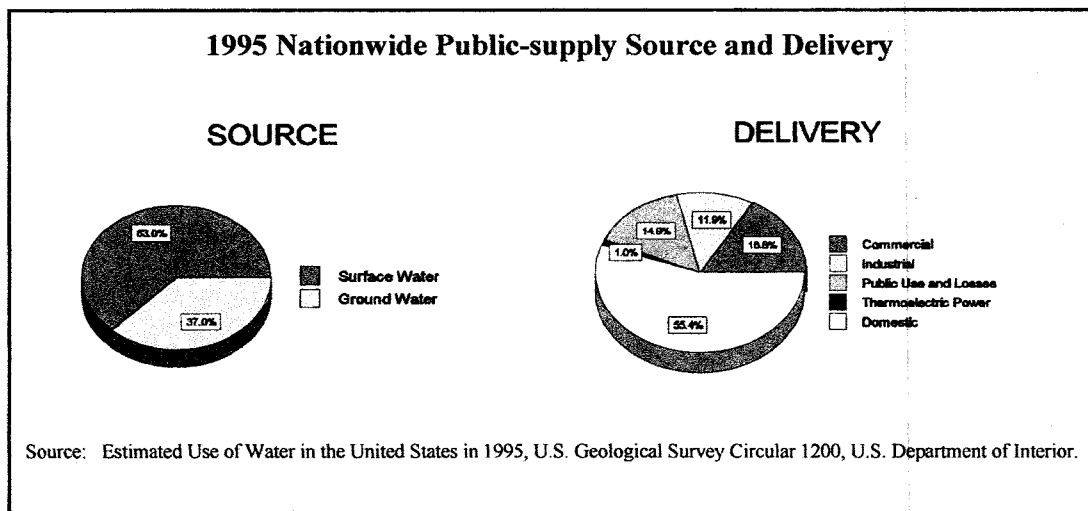 1995 Nationwide Public-supply Source and Delivery
SOURCE
63.0%
37.0%
Surface Water
Ground Water
DELIVERY
11.9%
14.9%
16.8%
1.0%
55.4%
Commercial
Industrial
Public Use and Losses
Thermoelectric Power
Domestic
Source: Estimated Use of Water in the United States in 1995, U.S. Geological Survey Circular 1200, U.S. Department of Interior.